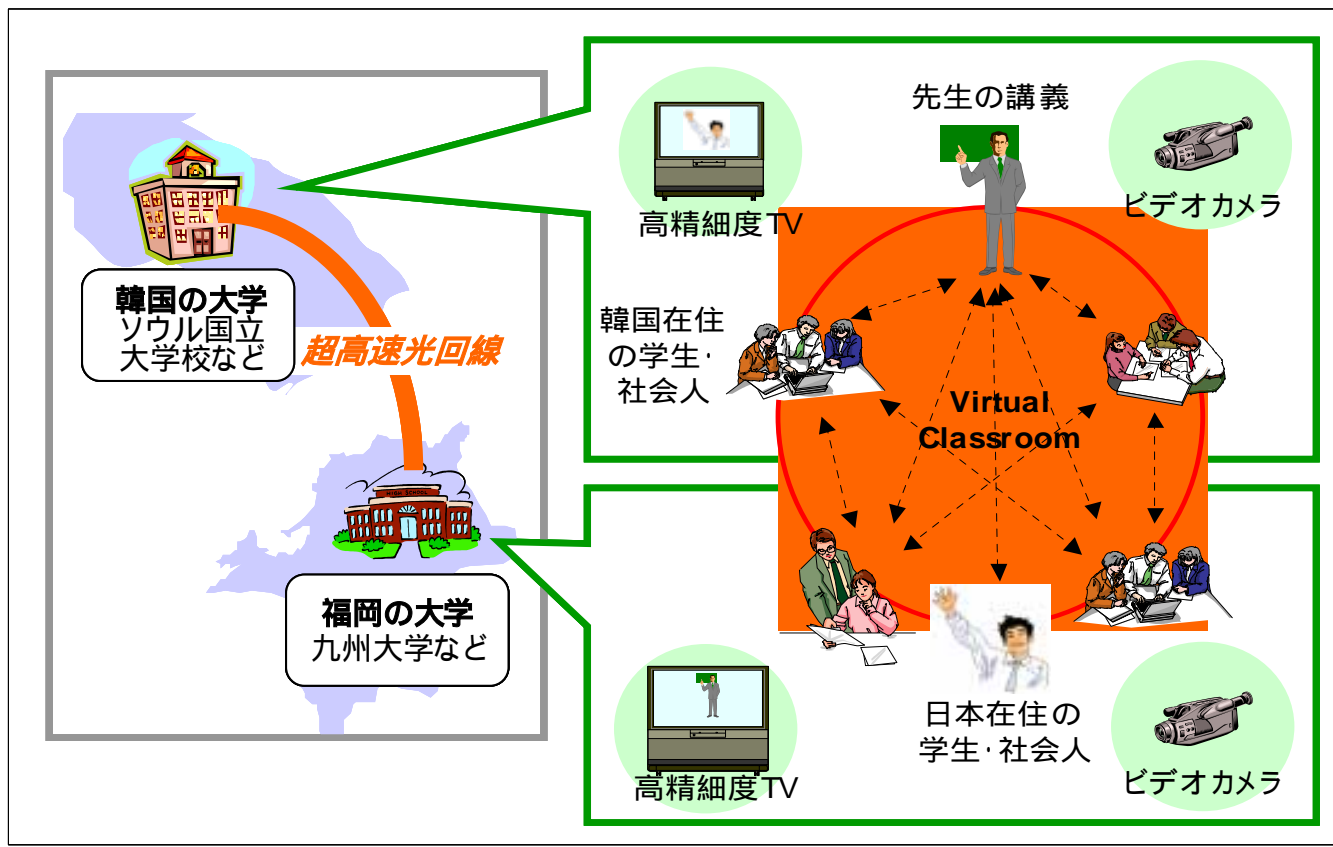 韓国の大学
ソウル国立
大学校など
超高速光回線
HIGH SCHOOL
福岡の大学
九州大学など
先生の講義
高精細度TV
ビデオカメラ
韓国在住
の学生・
社会人
Virtual
Classroom
日本在住の
学生・社会人
高精細度TV
ビデオカメラ